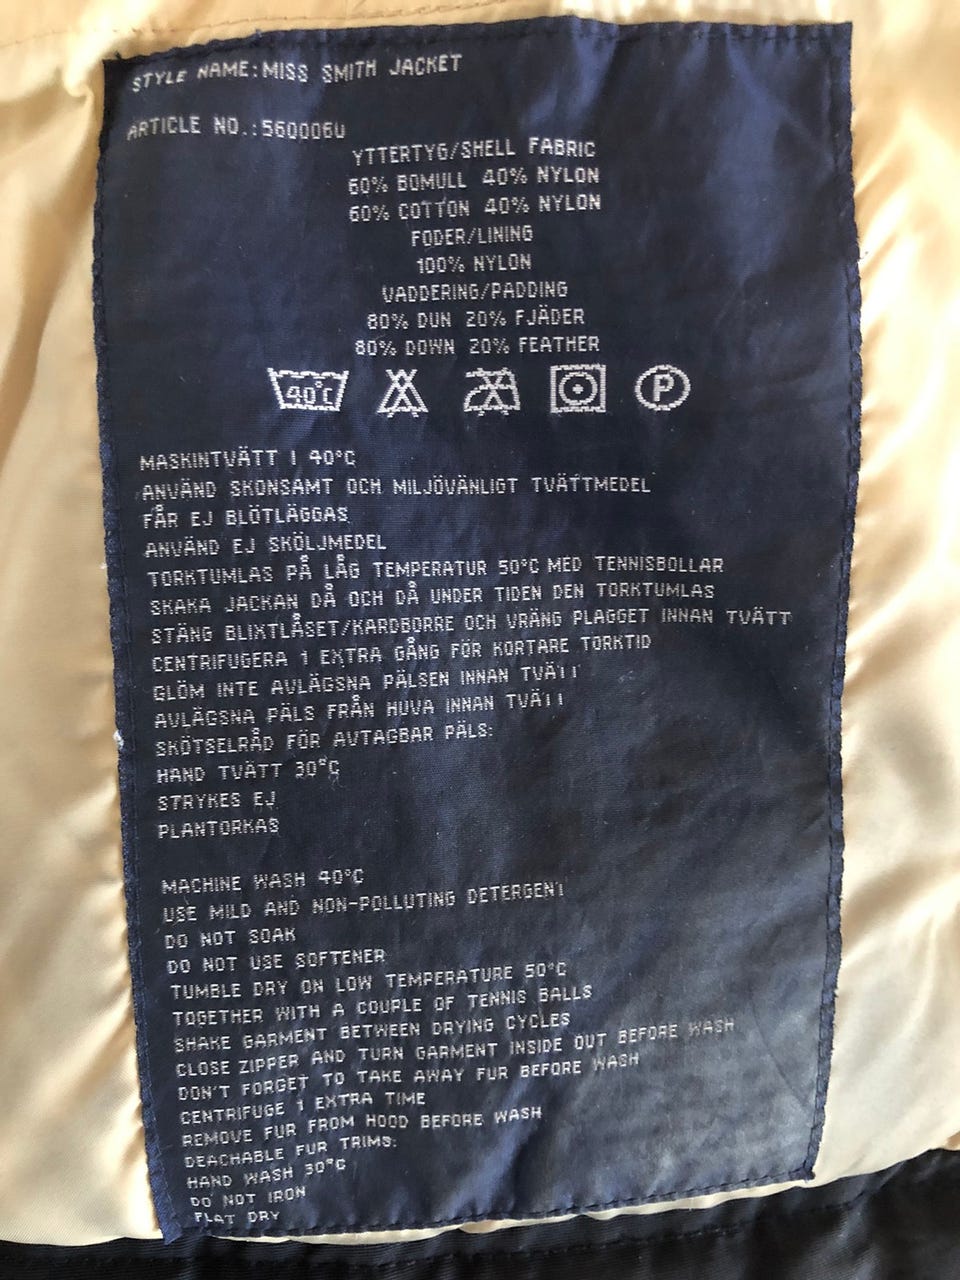 STYLE NAME:MISS SMITH JACKET
ARTICLE NO.:560006U
YTTERTYG/SHELL FABRIC
60% BOMULL 40% NYLON
60% COTTON 40% NYLON
FODER/LINING
100% NYLON
VADDERING/PADDING
80% DUN 20% FJÄDER
80% DOWN 20% FEATHER
40°C P
MASKINTVÄTT I 40°C
ANVÄND SKONSAMT OCH MILJÖVÄNLIGT TVÄTTMEDEL
FÅR EJ BLÖTLÄGGAS
ANVÄND EJ SKÖLJMEDEL
TORKTUMLAS PÅ LÅG TEMPERATUR 50°C MED TENNISBOLLAR
SKAKA JACKAN DÅ OCH DÅ UNDER TIDEN DEN TORKTUMLAS
STÄNG BLIXTLÅSET/KARDBORRE OCH VRÄNG PLAGGET INNAN TVÄTT
CENTRIFUGERA 1 EXTRA GÅNG FÖR KORTARE TORKTID
GLÖM INTE AVLÄGSNA PÄLSEN INNAN TVÄTT
AVLÄGSNA PÄLS FRÅN HUVA INNAN TVÄTT
SKÖTSELRÅD FÖR AVTAGBAR PÄLS:
HAND TVÄTT 30°C
STRYKES EJ
PLANTORKAS
MACHINE WASH 40°C
USE MILD AND NON-POLLUTING DETERGENT
DO NOT SOAK
DO NOT USE SOFTENER
TUMBLE DRY ON LOW TEMPERATURE 50°C
TOGETHER WITH A COUPLE OF TENNIS BALLS
SHAKE GARMENT BETWEEN DRYING CYCLES
CLOSE ZIPPER AND TURN GARMENT INSIDE OUT BEFORE WASH
DON'T FORGET TO TAKE AWAY FUR BEFORE WASH
CENTRIFUGE 1 EXTRA TIME
REMOVE FUR FROM HOOD BEFORE WASH
DEACHABLE FUR TRIMS:
HAND WASH 30°C
DO NOT IRON
FLAT DRY